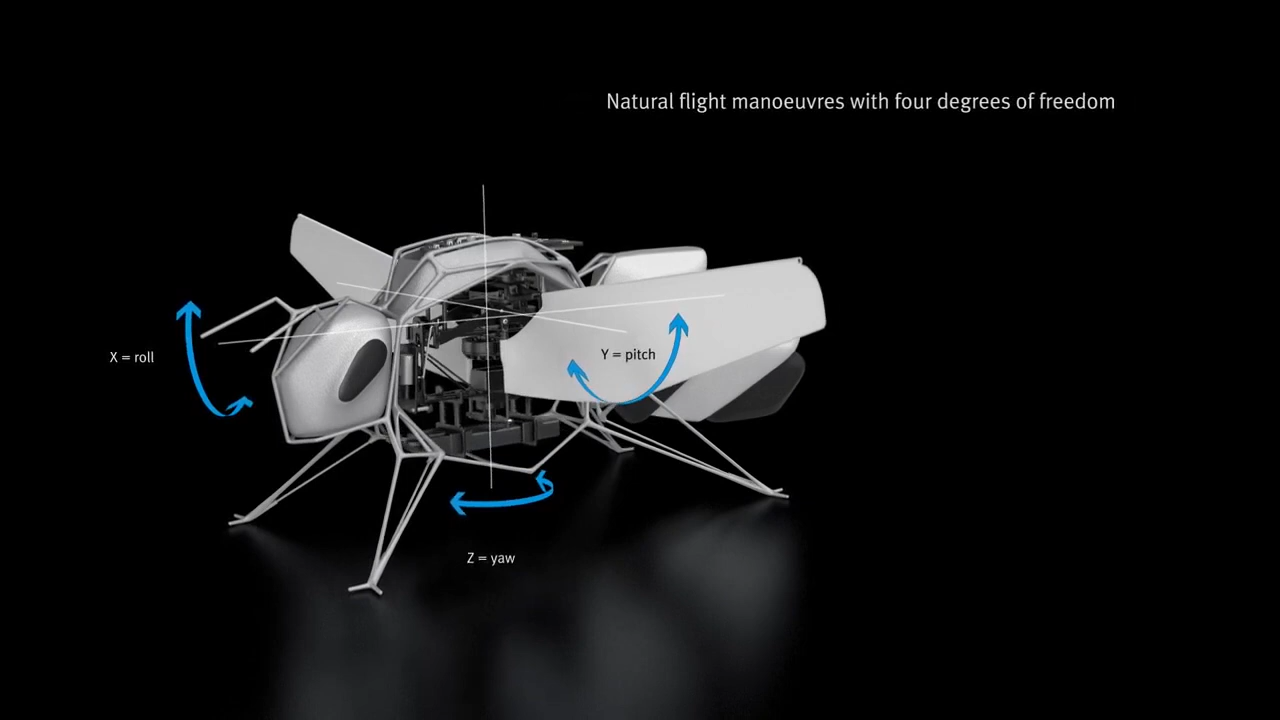 Natural flight manoeuvres with four degrees of freedom
X = roll
Y = pitch
Z = yaw